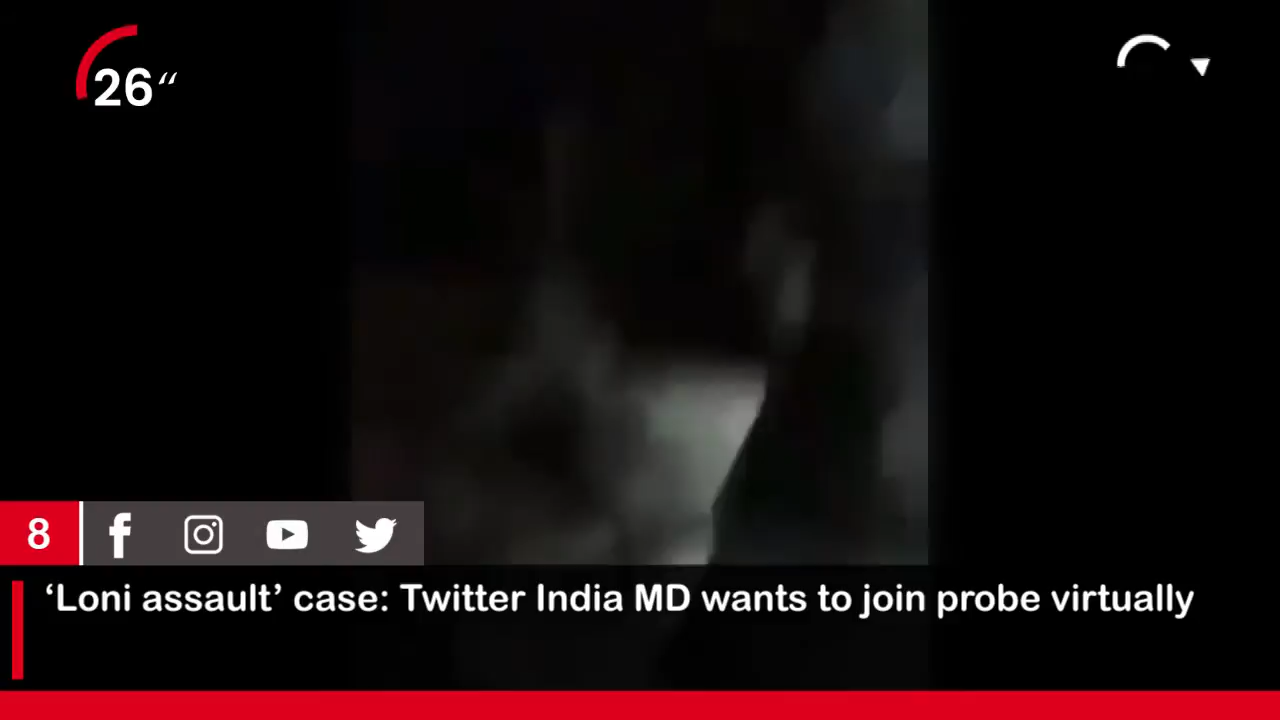 26“
8
‘Loni assault’ case: Twitter India MD wants to join probe virtually